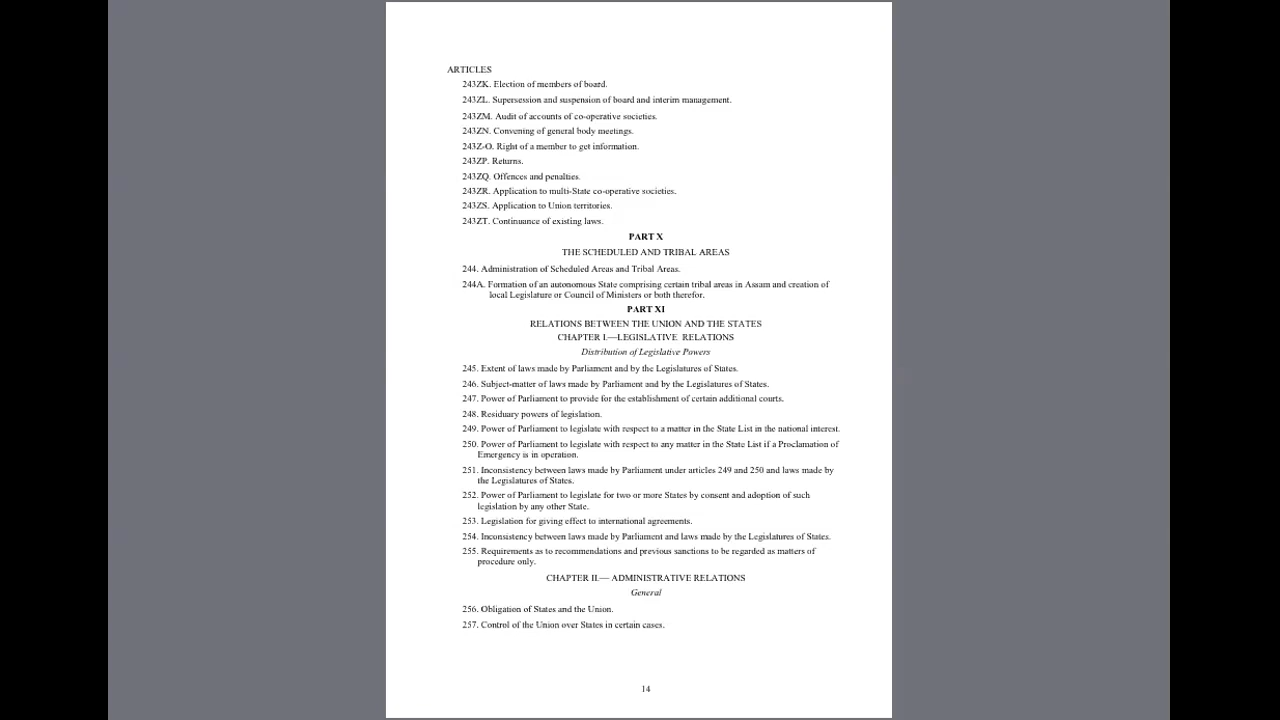 ARTICLES
243ZK. Election of members of board.
243ZL. Supersession and suspension of board and interim management.
243ZM. Audit of accounts of co-operative societies.
243ZN. Convening of general body meetings.
243Z-O. Right of a member to get information.
243ZP. Returns.
243ZQ. Offences and penalties.
243ZR. Application to multi-State co-operative societies.
243ZS. Application to Union territories.
243ZT. Continuance of existing laws.
PART X
THE SCHEDULED AND TRIBAL AREAS
244. Administration of Scheduled Areas and Tribal Areas.
244A. Formation of an autonomous State comprising certain tribal areas in Assam and creation of
local Legislature or Council of Ministers or both therefor.
PART XI
RELATIONS BETWEEN THE UNION AND THE STATES
CHAPTER I.—LEGISLATIVE RELATIONS
Distribution of Legislative Powers
245. Extent of laws made by Parliament and by the Legislatures of States.
246. Subject-matter of laws made by Parliament and by the Legislatures of States.
247. Power of Parliament to provide for the establishment of certain additional courts.
248. Residuary powers of legislation.
249. Power of Parliament to legislate with respect to a matter in the State List in the national interest.
250. Power of Parliament to legislate with respect to any matter in the State List if a Proclamation of
Emergency is in operation.
251. Inconsistency between laws made by Parliament under articles 249 and 250 and laws made by
the Legislatures of States.
252. Power of Parliament to legislate for two or more States by consent and adoption of such
legislation by any other State.
253. Legislation for giving effect to international agreements.
254. Inconsistency between laws made by Parliament and laws made by the Legislatures of States.
255. Requirements as to recommendations and previous sanctions to be regarded as matters of
procedure only.
CHAPTER II.— ADMINISTRATIVE RELATIONS
General
256. Obligation of States and the Union.
257. Control of the Union over States in certain cases.
14